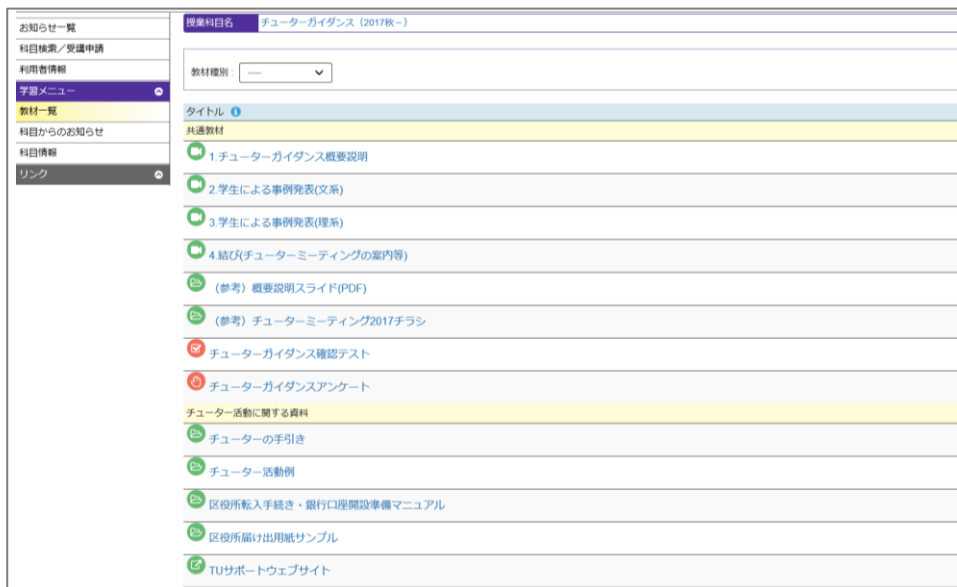 お知らせ一覧
科目検索／受講申請
利用者情報
学習メニュー
教材一覧
科目からのお知らせ
科目情報
リンク
授業科目名 チューターガイダンス（2017秋－）
教材種別 : ----
タイトル
共通教材
1.チューターガイダンス概要説明
2.学生による事例発表(文系)
3.学生による事例発表(理系)
4.結び(チューターミーティングの案内等)
（参考）概要説明スライド(PDF)
（参考）チューターミーティング2017チラシ
チューターガイダンス確認テスト
チューターガイダンスアンケート
チューター活動に関する資料
チューターの手引き
チューター活動例
区役所転入手続き・銀行口座開設準備マニュアル
区役所届け出用紙サンプル
TUサポートウェブサイト